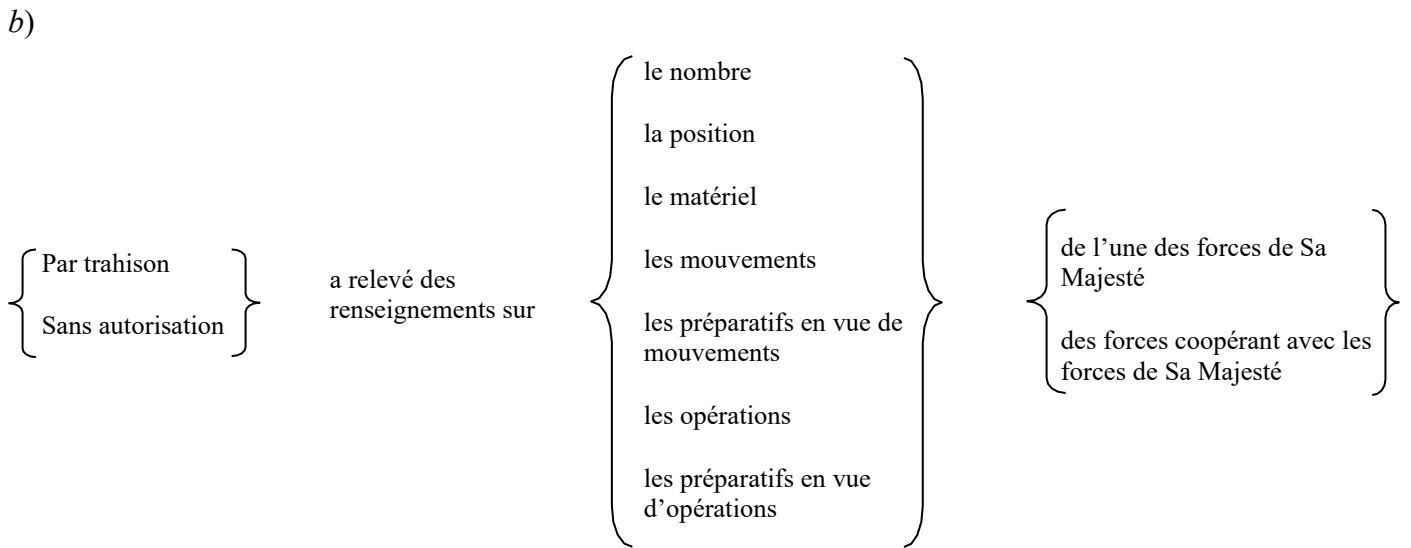 b)
Par trahison
Sans autorisation
a relevé des
renseignements sur
le nombre
la position
le matériel
les mouvements
les préparatifs en vue de
mouvements
les opérations
les préparatifs en vue
d’opérations
de l’une des forces de Sa
Majesté
des forces coopérant avec les
forces de Sa Majesté